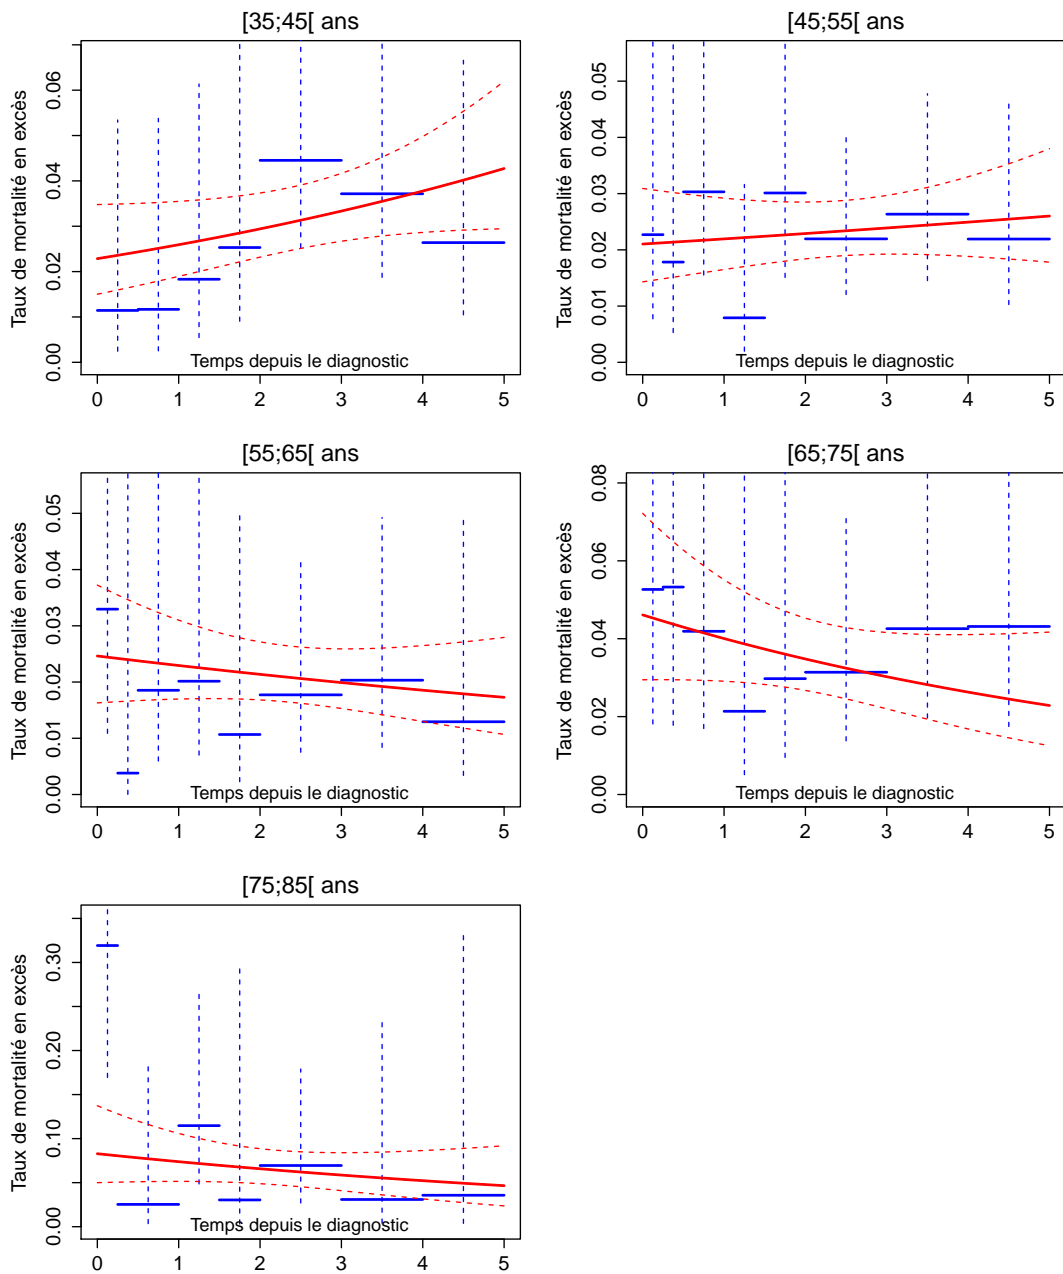 [35;45[ ans
Taux de mortalité en excès
0.00 0.02 0.04 0.06
Temps depuis le diagnostic
0 1 2 3 4 5
[45;55[ ans
Taux de mortalité en excès
0.00 0.01 0.02 0.03 0.04 0.05
Temps depuis le diagnostic
0 1 2 3 4 5
[55;65[ ans
Taux de mortalité en excès
0.00 0.01 0.02 0.03 0.04 0.05
Temps depuis le diagnostic
0 1 2 3 4 5
[65;75[ ans
Taux de mortalité en excès
0.00 0.02 0.04 0.06 0.08
Temps depuis le diagnostic
0 1 2 3 4 5
[75;85[ ans
Taux de mortalité en excès
0.00 0.10 0.20 0.30
Temps depuis le diagnostic
0 1 2 3 4 5